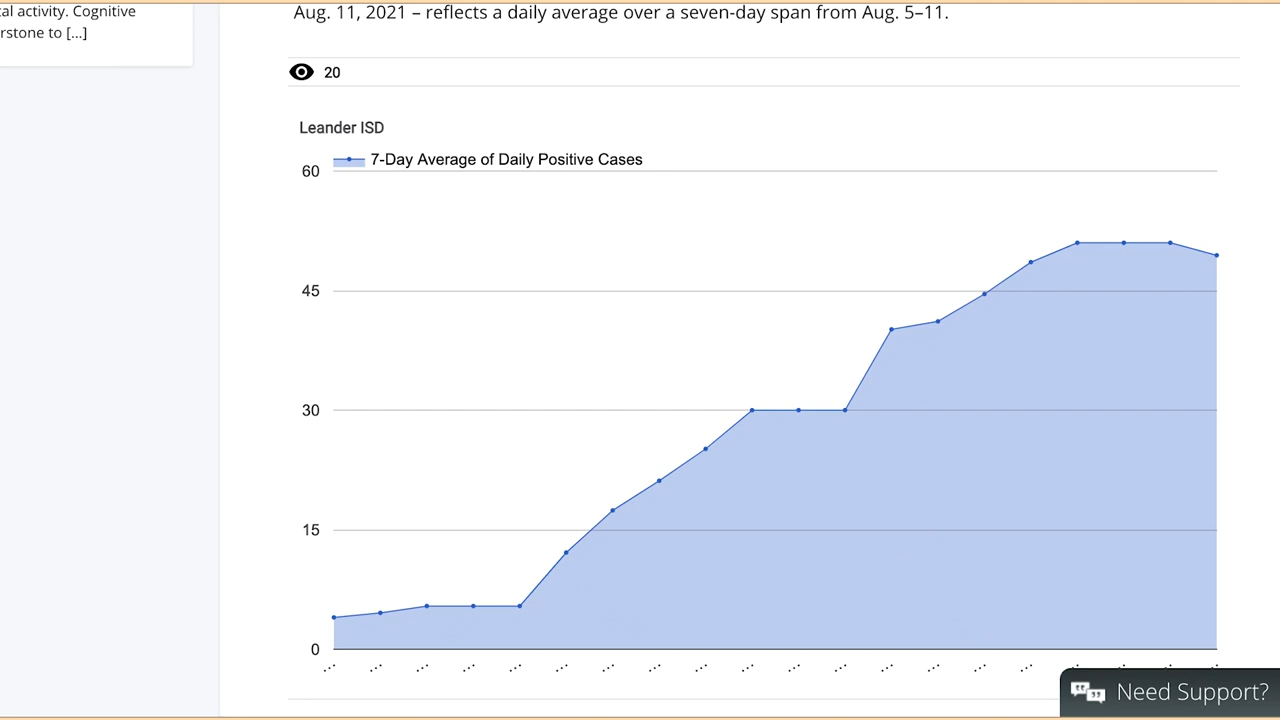 tal activity. Cognitive
rstone to [...]
Aug. 11, 2021 – reflects a daily average over a seven-day span from Aug. 5–11.
20
Leander ISD
7-Day Average of Daily Positive Cases
60
45
30
15
0
Need Support?